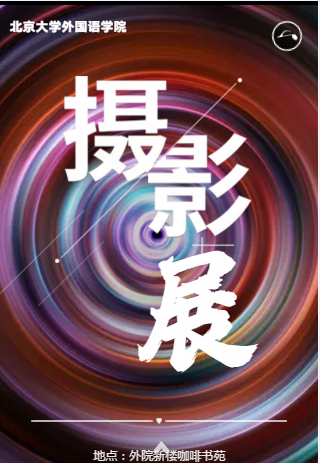 北京大学外国语学院
摄
影
展
地点：外院新楼咖啡书苑